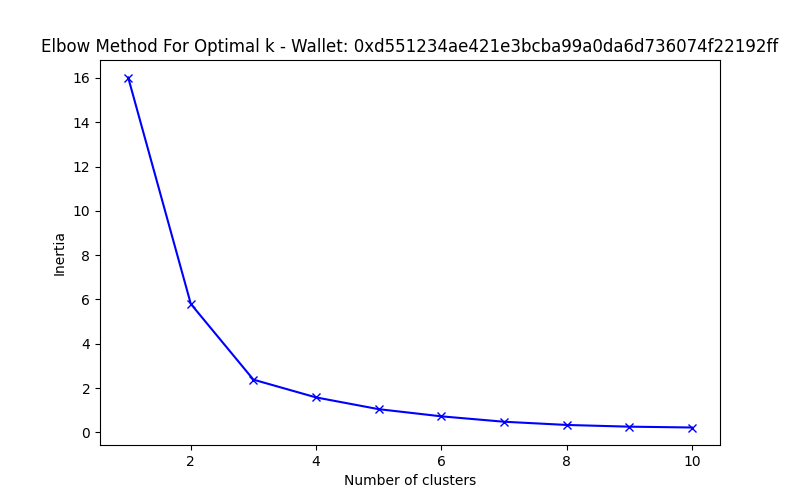 Elbow Method For Optimal k - Wallet: 0xd551234ae421e3bcba99a0da6d736074f22192ff
16
14
12
10
8
6
4
2
0
Inertia
2 4 6 8 10
Number of clusters